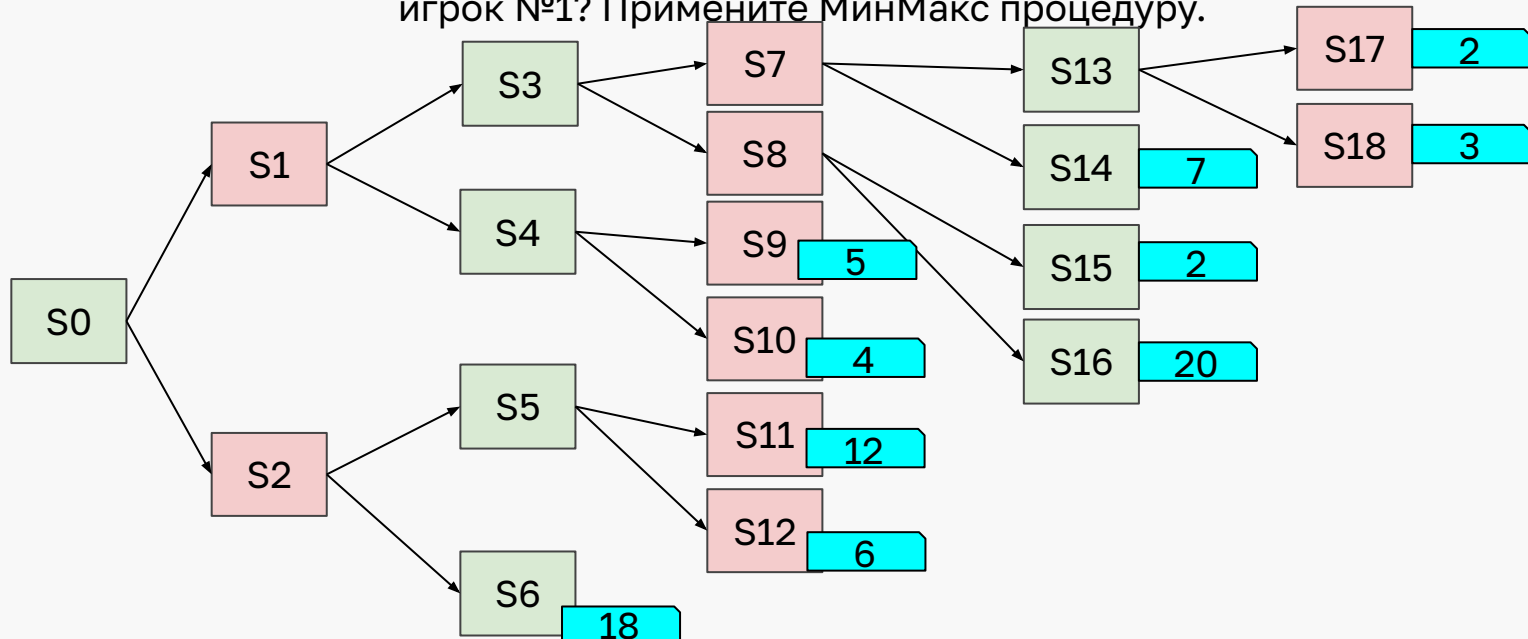 игрок №1? Примените МинМакс процедуру.
S17 2
S7
S13
S3
S18 3
S1
S8
S14 7
S4
S9 5
S15 2
S0
S10 4
S16 20
S5
S11 12
S2
S12 6
S6 18